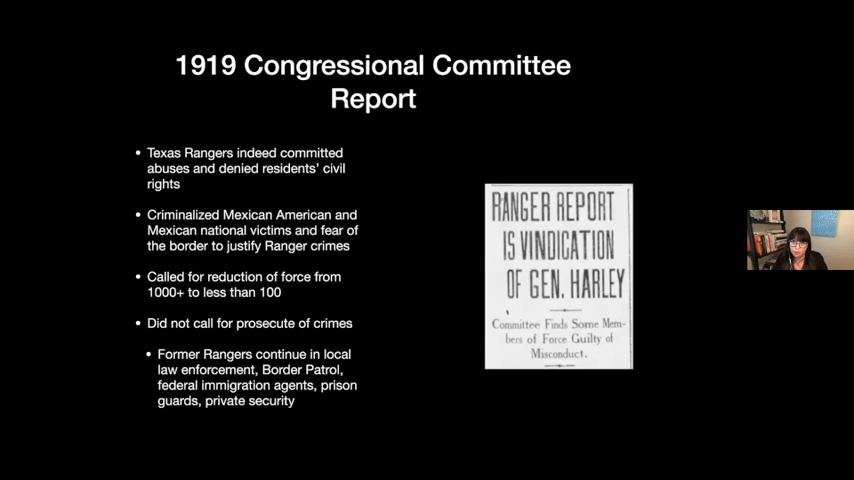 1919 Congressional Committee
Report
• Texas Rangers indeed committed
abuses and denied residents' civil
rights
• Criminalized Mexican American and
Mexican national victims and fear of
the border to justify Ranger crimes
• Called for reduction of force from
1000+ to less than 100
• Did not call for prosecute of crimes
• Former Rangers continue in local
law enforcement, Border Patrol,
federal immigration agents, prison
guards, private security
RANGER REPORT
IS VINDICATION
OF GEN. HARLEY
Committee Finds Some Mem-
bers of Force Guilty of
Misconduct.